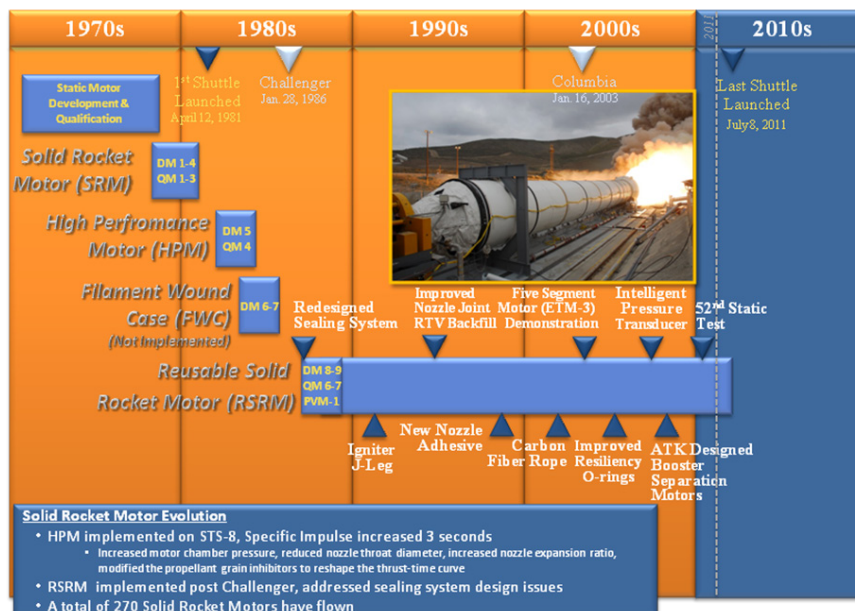 1970s
1980s
1990s
2000s
2011
2010s
Static Motor
Development &
Qualification
1st Shuttle
Launched
April 12, 1981
Challenger
Jan. 28, 1986
Columbia
Jan. 16, 2003
Last Shuttle
Launched
July 8, 2011
Solid Rocket
Motor (SRM)
DM 1-4
QM 1-3
High Perfromance
Motor (HPM)
DM 5
QM 4
Filament Wound
Case (FWC)
(Not Implemented)
DM 6-7
Redesigned
Sealing System
Improved
Nozzle Joint
RTV Backfill
Five Segment
Motor (ETM-3)
Demonstration
Intelligent
Pressure
Transducer
52nd Static
Test
Reusable Solid
Rocket Motor (RSRM)
DM 8-9
QM 6-7
PVM-1
Igniter
J-Leg
New Nozzle
Adhesive
Carbon
Fiber Rope
Improved
Resiliency
O-rings
ATK Designed
Booster
Separation
Motors
Solid Rocket Motor Evolution
• HPM implemented on STS-8, Specific Impulse increased 3 seconds
• Increased motor chamber pressure, reduced nozzle throat diameter, increased nozzle expansion ratio,
modified the propellant grain inhibitors to reshape the thrust-time curve
• RSRM implemented post Challenger, addressed sealing system design issues
• A total of 270 Solid Rocket Motors have flown